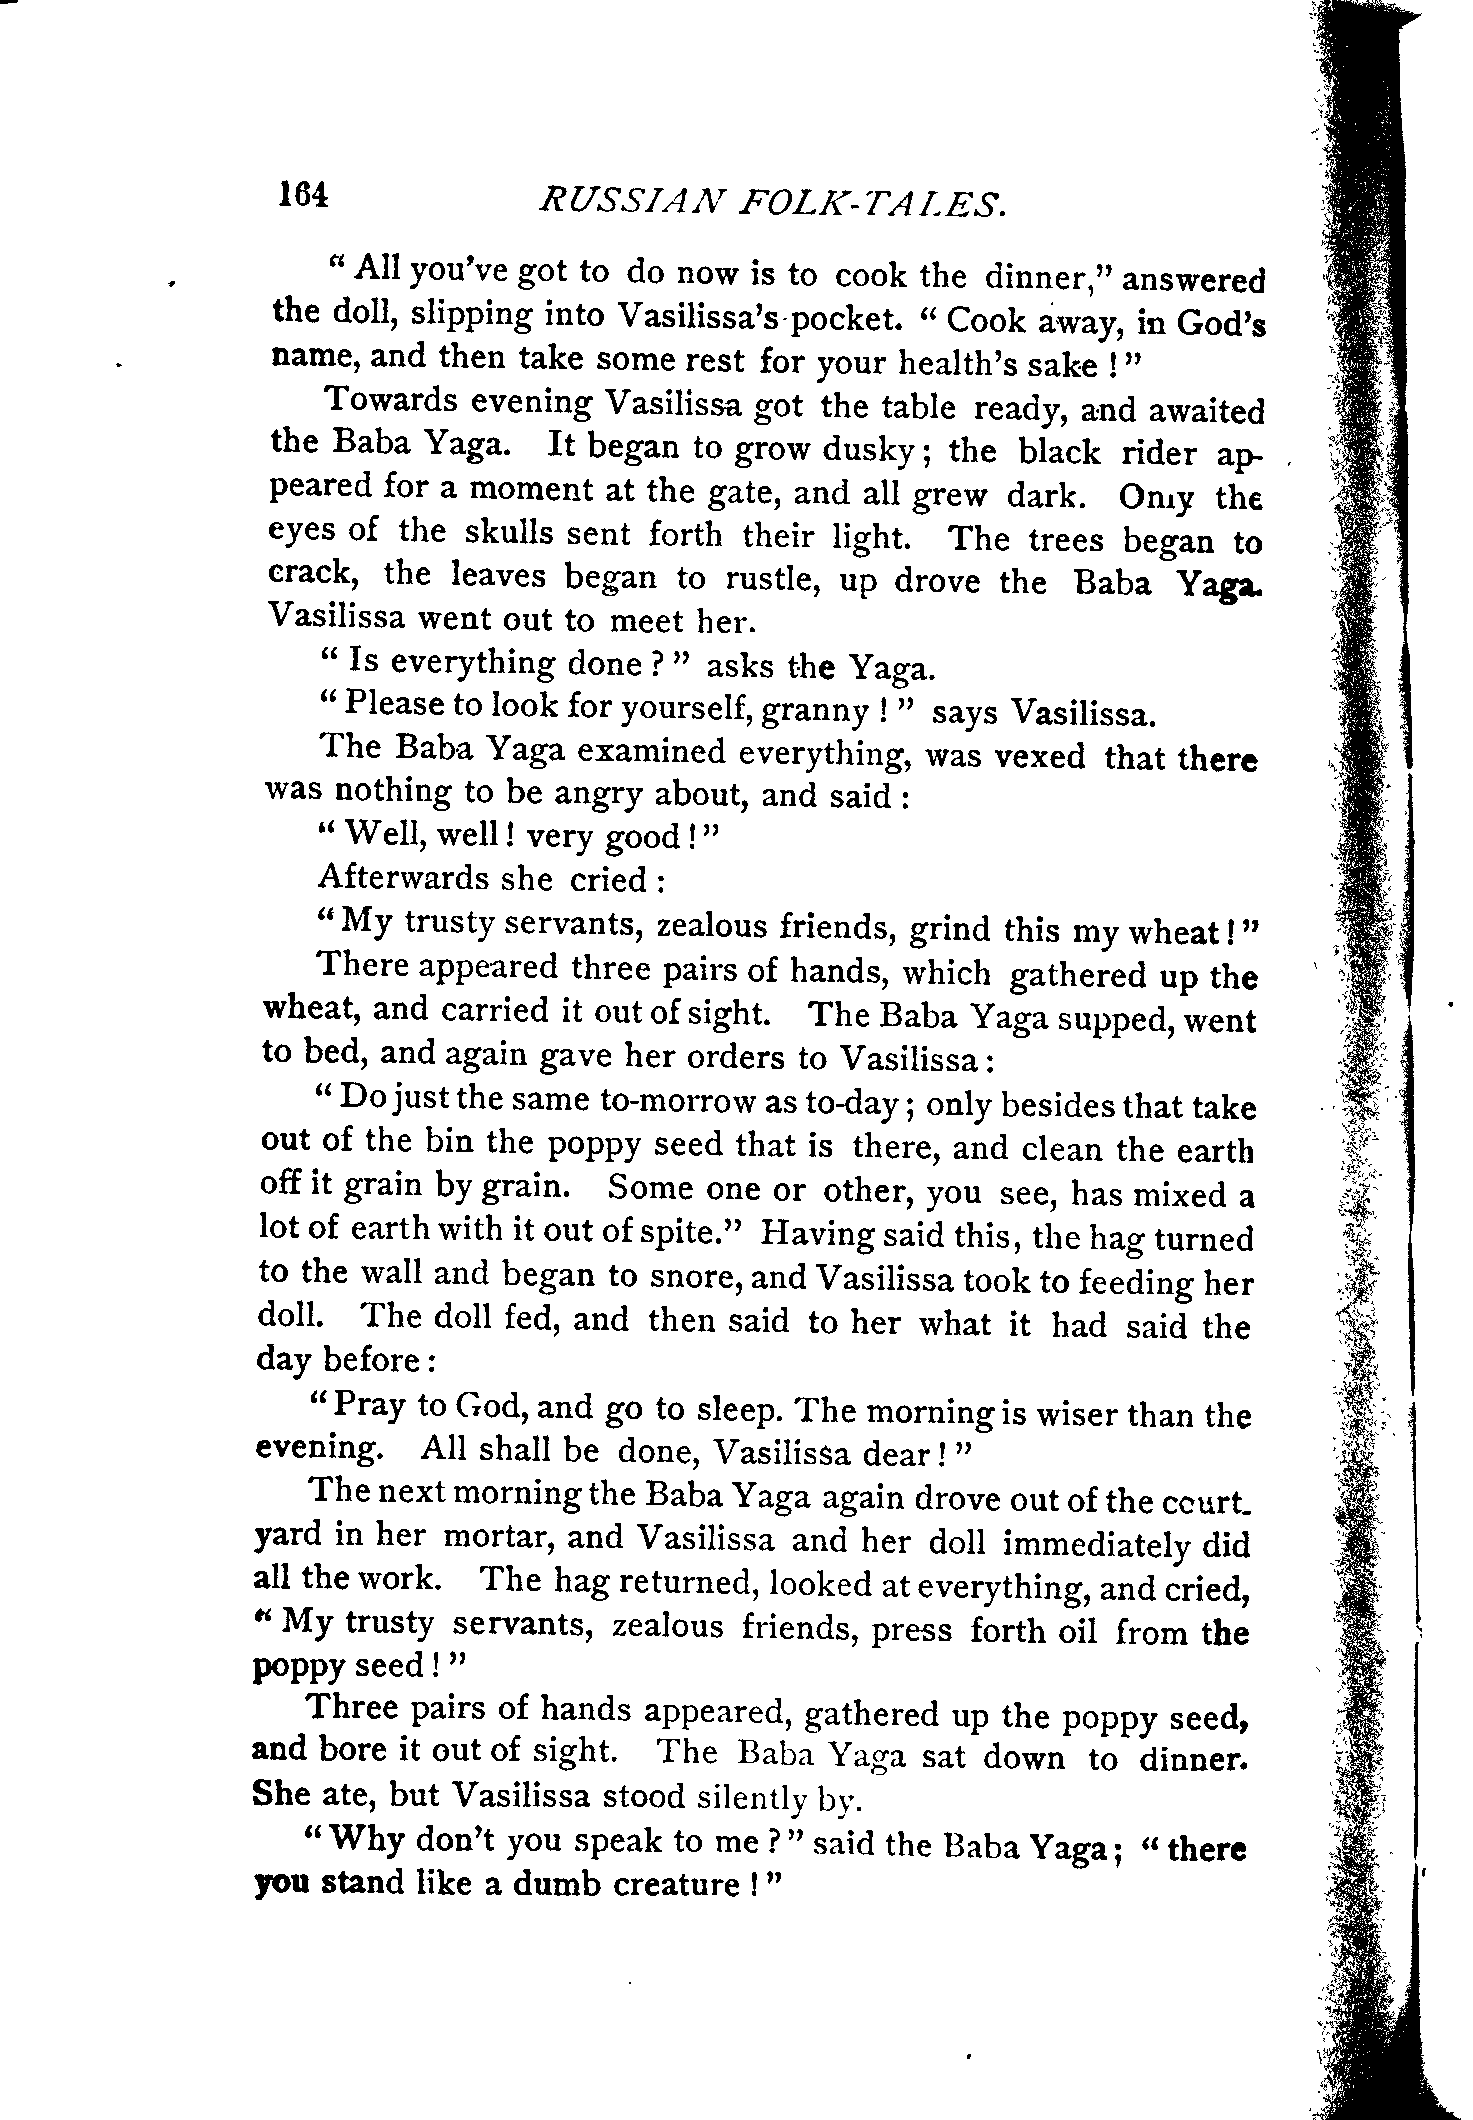 164 RUSSIAN FOLK-TALES.
“ All you've got to do now is to cook the dinner,” answered
the doll, slipping into Vasilissa's pocket. “ Cook away, in God's
name, and then take some rest for your health's sake ! ”
Towards evening Vasilissa got the table ready, and awaited
the Baba Yaga. It began to grow dusky ; the black rider ap-
peared for a moment at the gate, and all grew dark. Only the
eyes of the skulls sent forth their light. The trees began to
crack, the leaves began to rustle, up drove the Baba Yaga.
Vasilissa went out to meet her.
“ Is everything done ? ” asks the Yaga.
“ Please to look for yourself, granny ! ” says Vasilissa.
The Baba Yaga examined everything, was vexed that there
was nothing to be angry about, and said :
“ Well, well ! very good ! ”
Afterwards she cried :
“ My trusty servants, zealous friends, grind this my wheat ! ”
There appeared three pairs of hands, which gathered up the
wheat, and carried it out of sight. The Baba Yaga supped, went
to bed, and again gave her orders to Vasilissa :
“ Do just the same to-morrow as to-day ; only besides that take
out of the bin the poppy seed that is there, and clean the earth
off it grain by grain. Some one or other, you see, has mixed a
lot of earth with it out of spite.” Having said this, the hag turned
to the wall and began to snore, and Vasilissa took to feeding her
doll. The doll fed, and then said to her what it had said the
day before :
“ Pray to God, and go to sleep. The morning is wiser than the
evening. All shall be done, Vasilissa dear ! ”
The next morning the Baba Yaga again drove out of the court-
yard in her mortar, and Vasilissa and her doll immediately did
all the work. The hag returned, looked at everything, and cried,
“ My trusty servants, zealous friends, press forth oil from the
poppy seed ! ”
Three pairs of hands appeared, gathered up the poppy seed,
and bore it out of sight. The Baba Yaga sat down to dinner.
She ate, but Vasilissa stood silently by.
“ Why don't you speak to me ? ” said the Baba Yaga ; “ there
you stand like a dumb creature ! ”